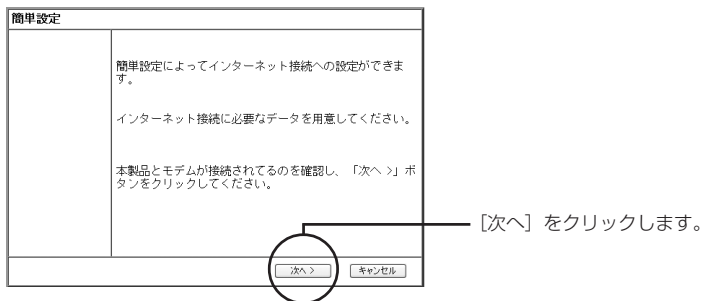 簡単設定
簡単設定によってインターネット接続への設定ができま
す。
インターネット接続に必要なデータを用意してください。
本製品とモデムが接続されてるのを確認し、「次へ >」ボ
タンをクリックしてください。
[次へ] をクリックします。
次へ >
キャンセル